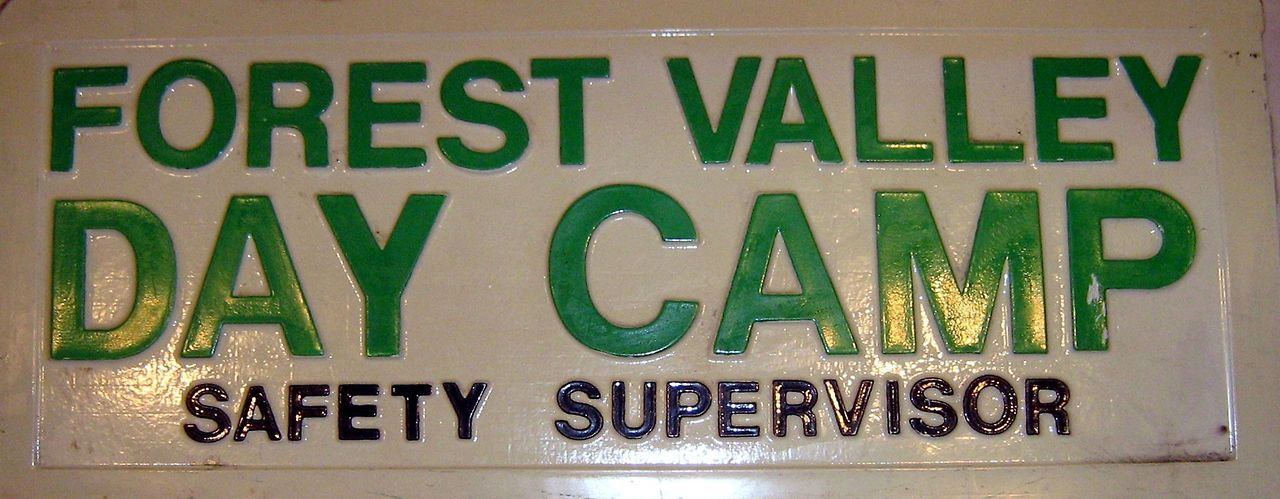 FOREST VALLEY
DAY CAMP
SAFETY SUPERVISOR